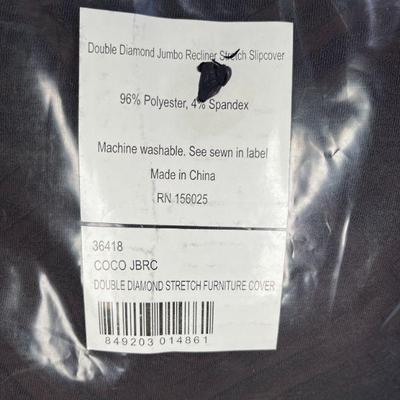 Double Diamond Jumbo Recliner Stretch Slipcover
96% Polyester, 4% Spandex
Machine washable. See sewn in label
Made in China
RN 156025
36418
COCO JBRC
DOUBLE DIAMOND STRETCH FURNITURE COVER
849203 014861